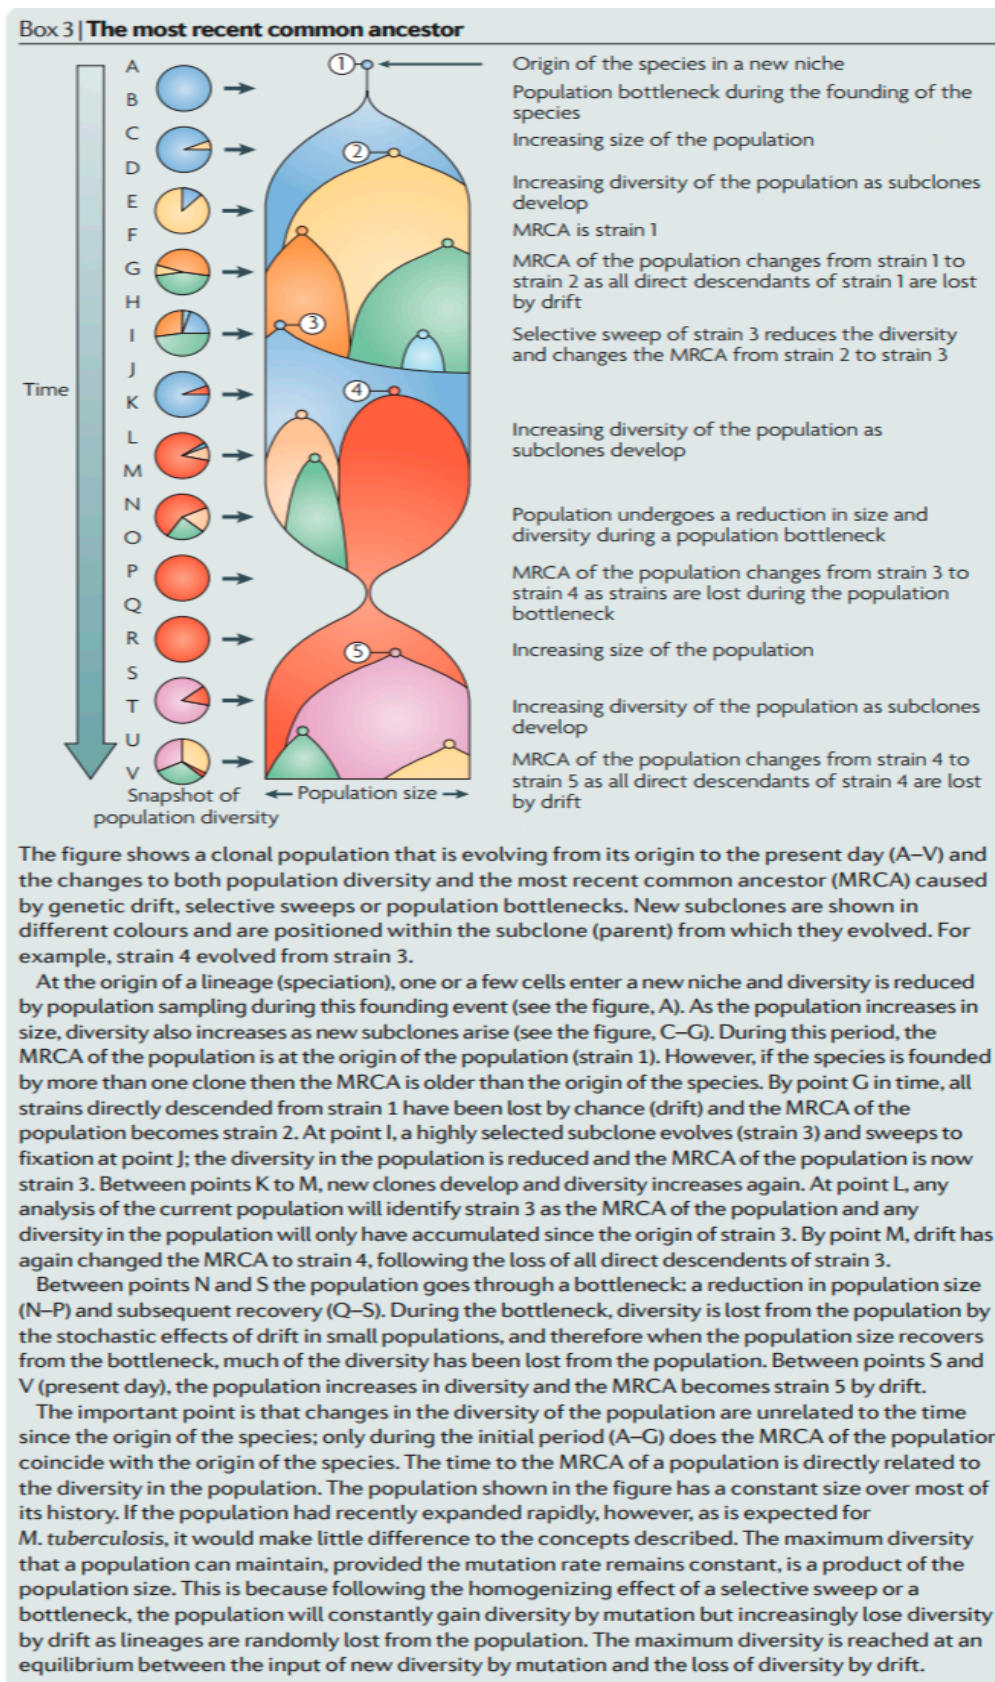 Box 3 | The most recent common ancestor
A
B
C
D
E
F
G
H
I
J
K
L
M
N
O
P
Q
R
S
T
U
V
Time
1
2
3
4
5
Snapshot of
population diversity
Population size
Origin of the species in a new niche
Population bottleneck during the founding of the
species
Increasing size of the population
Increasing diversity of the population as subclones
develop
MRCA is strain 1
MRCA of the population changes from strain 1 to
strain 2 as all direct descendants of strain 1 are lost
by drift
Selective sweep of strain 3 reduces the diversity
and changes the MRCA from strain 2 to strain 3
Increasing diversity of the population as
subclones develop
Population undergoes a reduction in size and
diversity during a population bottleneck
MRCA of the population changes from strain 3 to
strain 4 as strains are lost during the population
bottleneck
Increasing size of the population
Increasing diversity of the population as subclones
develop
MRCA of the population changes from strain 4 to
strain 5 as all direct descendants of strain 4 are lost
by drift
The figure shows a clonal population that is evolving from its origin to the present day (A–V) and
the changes to both population diversity and the most recent common ancestor (MRCA) caused
by genetic drift, selective sweeps or population bottlenecks. New subclones are shown in
different colours and are positioned within the subclone (parent) from which they evolved. For
example, strain 4 evolved from strain 3.
At the origin of a lineage (speciation), one or a few cells enter a new niche and diversity is reduced
by population sampling during this founding event (see the figure, A). As the population increases in
size, diversity also increases as new subclones arise (see the figure, C–G). During this period, the
MRCA of the population is at the origin of the population (strain 1). However, if the species is founded
by more than one clone then the MRCA is older than the origin of the species. By point G in time, all
strains directly descended from strain 1 have been lost by chance (drift) and the MRCA of the
population becomes strain 2. At point I, a highly selected subclone evolves (strain 3) and sweeps to
fixation at point J; the diversity in the population is reduced and the MRCA of the population is now
strain 3. Between points K to M, new clones develop and diversity increases again. At point L, any
analysis of the current population will identify strain 3 as the MRCA of the population and any
diversity in the population will only have accumulated since the origin of strain 3. By point M, drift has
again changed the MRCA to strain 4, following the loss of all direct descendents of strain 3.
Between points N and S the population goes through a bottleneck: a reduction in population size
(N–P) and subsequent recovery (Q–S). During the bottleneck, diversity is lost from the population by
the stochastic effects of drift in small populations, and therefore when the population size recovers
from the bottleneck, much of the diversity has been lost from the population. Between points S and
V (present day), the population increases in diversity and the MRCA becomes strain 5 by drift.
The important point is that changes in the diversity of the population are unrelated to the time
since the origin of the species; only during the initial period (A–G) does the MRCA of the population
coincide with the origin of the species. The time to the MRCA of a population is directly related to
the diversity in the population. The population shown in the figure has a constant size over most of
its history. If the population had recently expanded rapidly, however, as is expected for
M. tuberculosis, it would make little difference to the concepts described. The maximum diversity
that a population can maintain, provided the mutation rate remains constant, is a product of the
population size. This is because following the homogenizing effect of a selective sweep or a
bottleneck, the population will constantly gain diversity by mutation but increasingly lose diversity
by drift as lineages are randomly lost from the population. The maximum diversity is reached at an
equilibrium between the input of new diversity by mutation and the loss of diversity by drift.